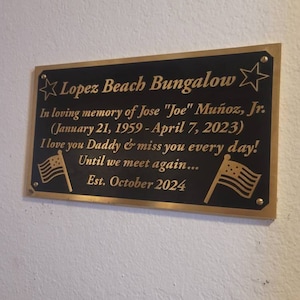 Lopez Beach Bungalow
In loving memory of Jose "Joe" Muñoz, Jr.
(January 21, 1959 - April 7, 2023)
I love you Daddy & miss you every day!
Until we meet again...
Est. October 2024